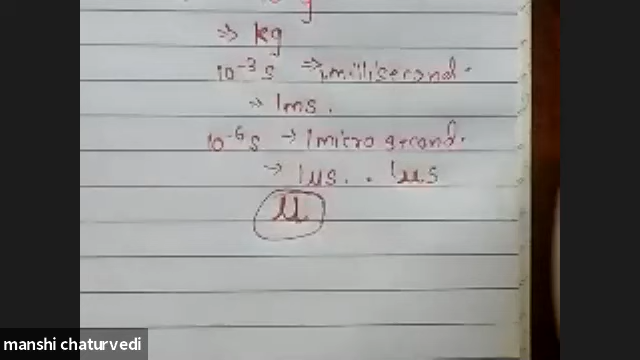 g
⇒ kg
10⁻³ s ⇒ 1 millisecond.
→ 1ms.
10⁻⁶ s → 1 micro second.
→ 1μs. . 1μs
μ
manshi chaturvedi